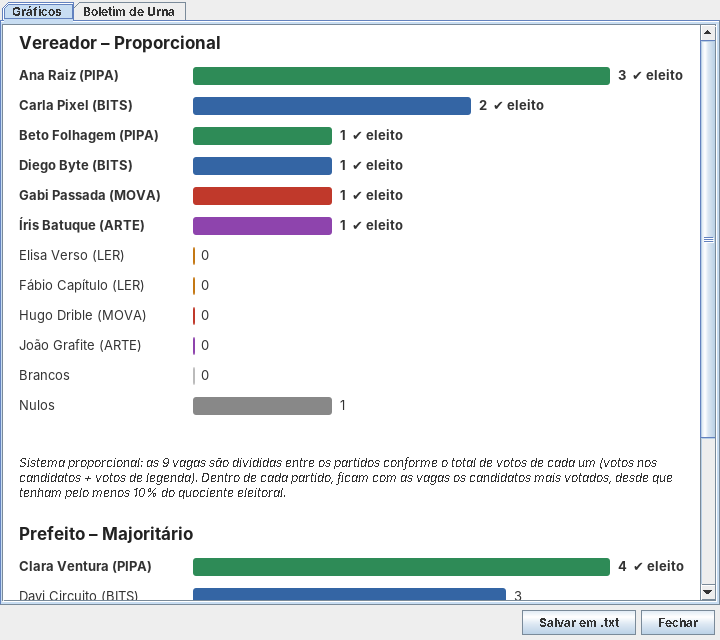 Gráficos
Boletim de Urna
Vereador – Proporcional
Ana Raiz (PIPA) 3 ✔ eleito
Carla Pixel (BITS) 2 ✔ eleito
Beto Folhagem (PIPA) 1 ✔ eleito
Diego Byte (BITS) 1 ✔ eleito
Gabi Passada (MOVA) 1 ✔ eleito
Íris Batuque (ARTE) 1 ✔ eleito
Elisa Verso (LER) 0
Fábio Capítulo (LER) 0
Hugo Drible (MOVA) 0
João Grafite (ARTE) 0
Brancos 0
Nulos 1
Sistema proporcional: as 9 vagas são divididas entre os partidos conforme o total de votos de cada um (votos nos
candidatos + votos de legenda). Dentro de cada partido, ficam com as vagas os candidatos mais votados, desde que
tenham pelo menos 10% do quociente eleitoral.
Prefeito – Majoritário
Clara Ventura (PIPA) 4 ✔ eleito
Davi Circuito (BITS) 3
Salvar em .txt
Fechar